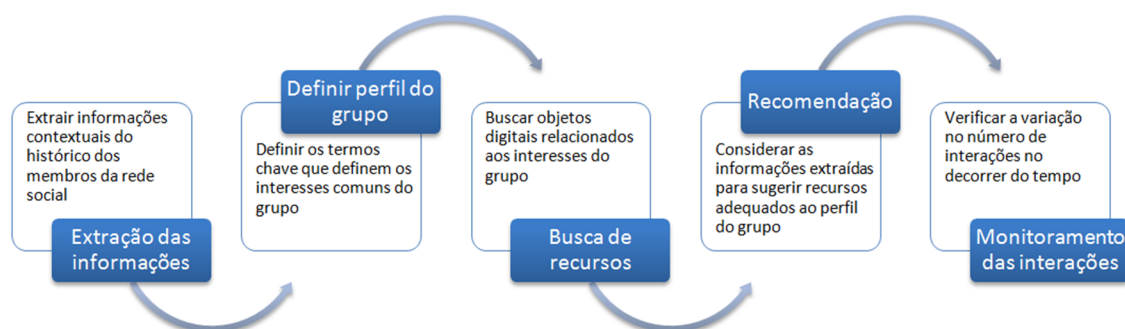 Extrair informações
contextuais do
histórico dos
membros da rede
social
Extração das
informações
Definir perfil do
grupo
Definir os termos
chave que definem os
interesses comuns do
grupo
Buscar objetos
digitais relacionados
aos interesses do
grupo
Busca de
recursos
Recomendação
Considerar as
informações extraídas
para sugerir recursos
adequados ao perfil
do grupo
Verificar a variação
no número de
interações no
decorrer do tempo
Monitoramento
das interações